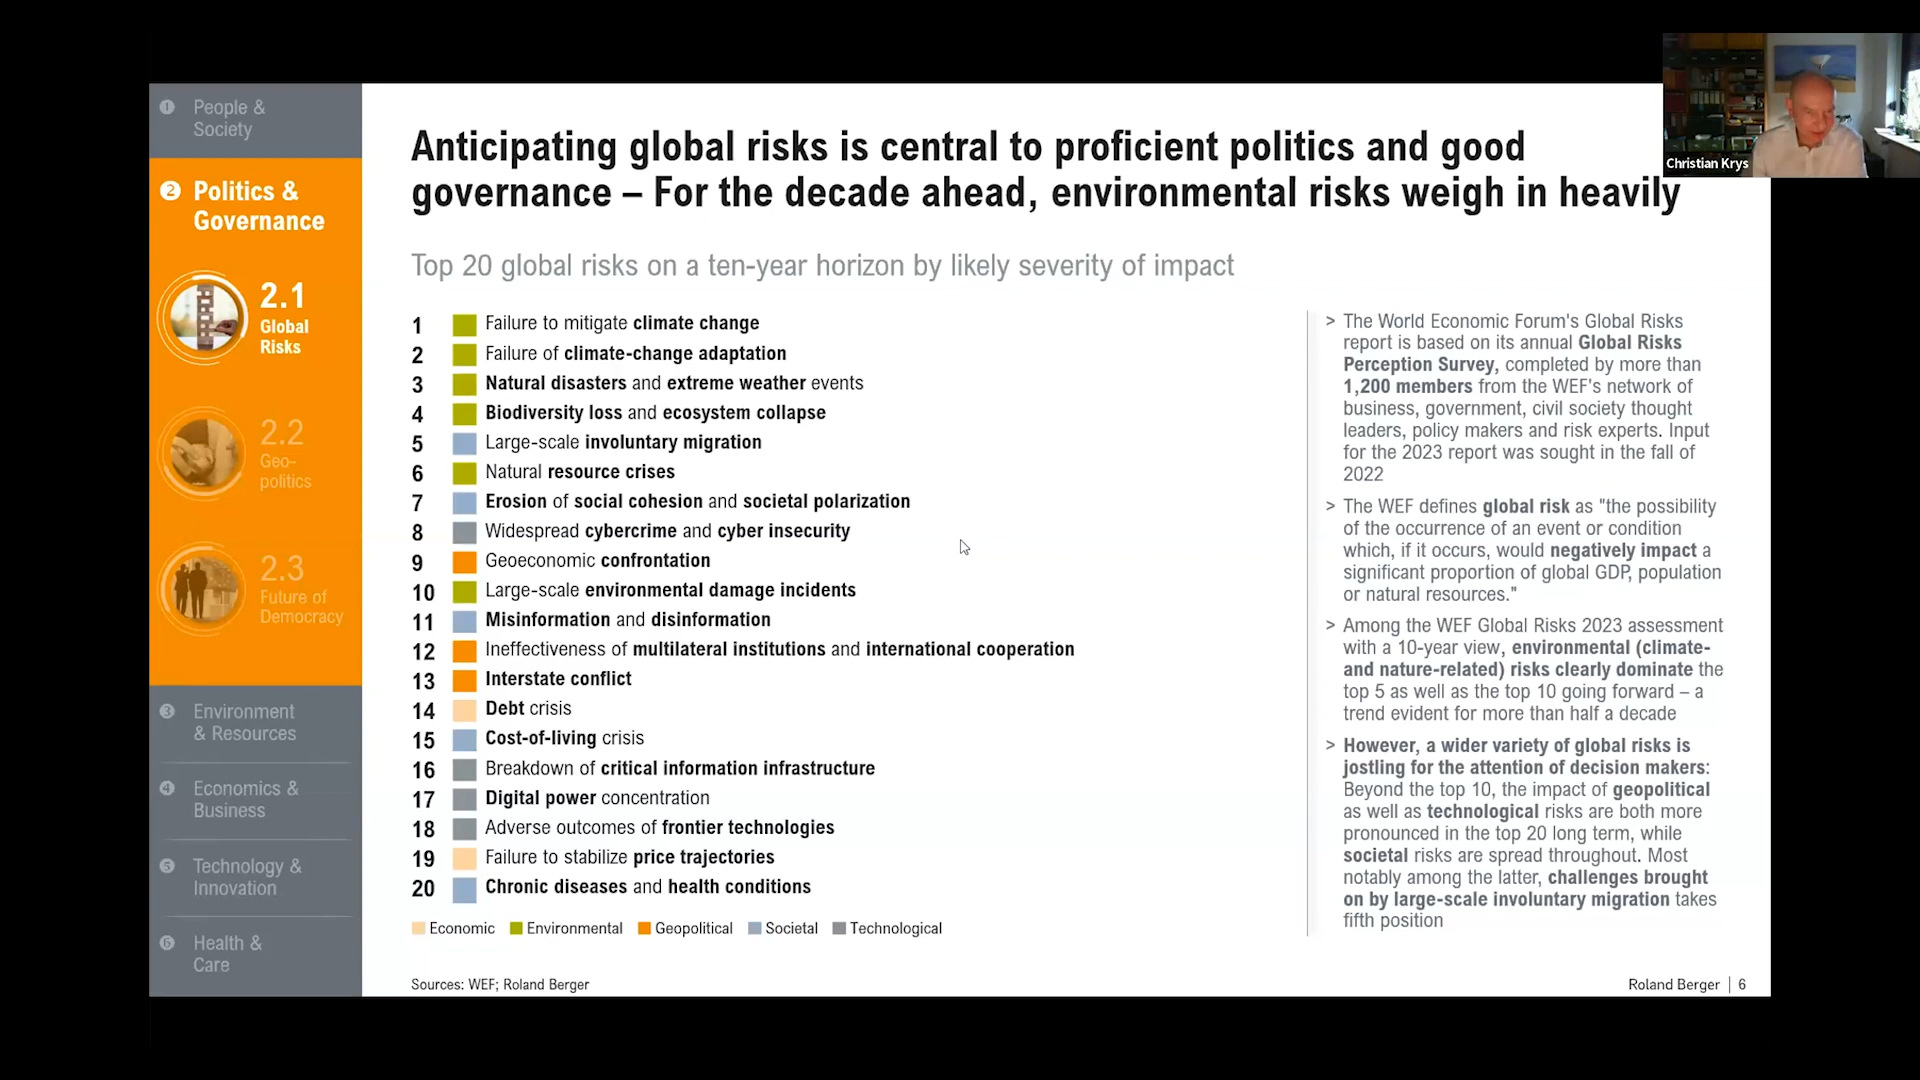 ❶ People &
Society
❷ Politics &
Governance
2.1
Global
Risks
2.2
Geo-
politics
2.3
Future of
Democracy
❸ Environment
& Resources
❹ Economics &
Business
❺ Technology &
Innovation
❻ Health &
Care
Anticipating global risks is central to proficient politics and good
governance – For the decade ahead, environmental risks weigh in heavily
Top 20 global risks on a ten-year horizon by likely severity of impact
1 Failure to mitigate climate change
2 Failure of climate-change adaptation
3 Natural disasters and extreme weather events
4 Biodiversity loss and ecosystem collapse
5 Large-scale involuntary migration
6 Natural resource crises
7 Erosion of social cohesion and societal polarization
8 Widespread cybercrime and cyber insecurity
9 Geoeconomic confrontation
10 Large-scale environmental damage incidents
11 Misinformation and disinformation
12 Ineffectiveness of multilateral institutions and international cooperation
13 Interstate conflict
14 Debt crisis
15 Cost-of-living crisis
16 Breakdown of critical information infrastructure
17 Digital power concentration
18 Adverse outcomes of frontier technologies
19 Failure to stabilize price trajectories
20 Chronic diseases and health conditions
Economic Environmental Geopolitical Societal Technological
> The World Economic Forum's Global Risks
report is based on its annual Global Risks
Perception Survey, completed by more than
1,200 members from the WEF's network of
business, government, civil society thought
leaders, policy makers and risk experts. Input
for the 2023 report was sought in the fall of
2022
> The WEF defines global risk as "the possibility
of the occurrence of an event or condition
which, if it occurs, would negatively impact a
significant proportion of global GDP, population
or natural resources."
> Among the WEF Global Risks 2023 assessment
with a 10-year view, environmental (climate-
and nature-related) risks clearly dominate the
top 5 as well as the top 10 going forward – a
trend evident for more than half a decade
> However, a wider variety of global risks is
jostling for the attention of decision makers:
Beyond the top 10, the impact of geopolitical
as well as technological risks are both more
pronounced in the top 20 long term, while
societal risks are spread throughout. Most
notably among the latter, challenges brought
on by large-scale involuntary migration takes
fifth position
Sources: WEF; Roland Berger
Roland Berger | 6
Christian Krys